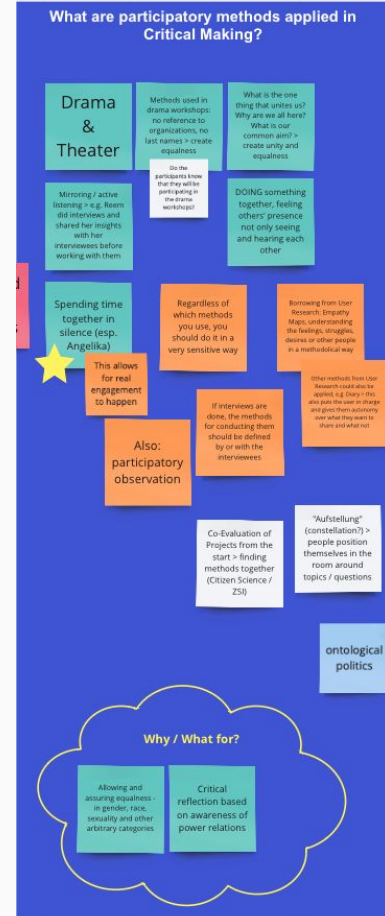 What are participatory methods applied in
Critical Making?
Drama
&
Theater
Methods used in
drama workshops:
no reference to
organizations, no
last names > create
equalness
What is the one
thing that unites us?
Why are we all here?
What is our
common aim? >
create unity and
equalness
Do the
participants know
that they will be
participating in
the drama
workshops?
Mirroring / active
listening > e.g. Reem
did interviews and
shared her insights
with her
interviewees before
working with them
DOING something
together, feeling
others' presence
not only seeing
and hearing each
other
Spending time
together in
silence (esp.
Angelika)
This allows
for real
engagement
to happen
Regardless of
which methods
you use, you
should do it in a
very sensitive way
Borrowing from User
Research: Empathy
Maps, understanding
the feelings, struggles,
desires or other people
in a methodolical way
Other methods from User
Research could also be
applied, e.g. Diary > this
also puts the user in charge
and gives them autonomy
over what they want to
share and what not
Also:
participatory
observation
If interviews are
done, the methods
for conducting them
should be defined
by or with the
interviewees
Co-Evaluation of
Projects from the
start > finding
methods together
(Citizen Science /
ZSI)
"Aufstellung"
(constellation?) >
people position
themselves in the
room around
topics / questions
ontological
politics
Why / What for?
Allowing and
assuring equalness -
in gender, race,
sexuality and other
arbitrary categories
Critical
reflection based
on awareness of
power relations